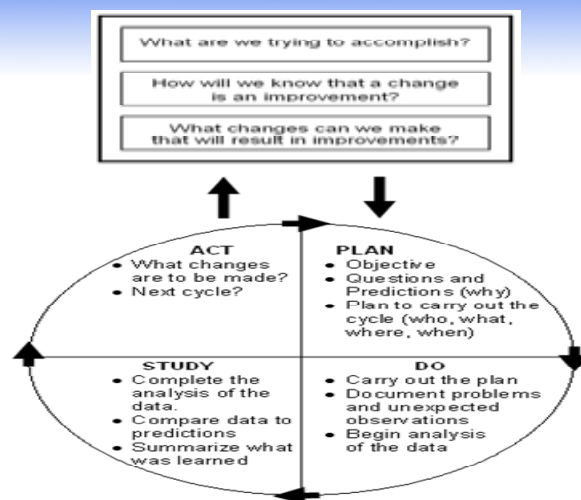 What are we trying to accomplish?
How will we know that a change
is an improvement?
What changes can we make
that will result in improvements?
ACT
• What changes
are to be made?
• Next cycle?
PLAN
• Objective
• Questions and
Predictions (why)
• Plan to carry out the
cycle (who, what,
where, when)
STUDY
• Complete the
analysis of the
data.
• Compare data to
predictions
• Summarize what
was learned
DO
• Carry out the plan
• Document problems
and unexpected
observations
• Begin analysis
of the data